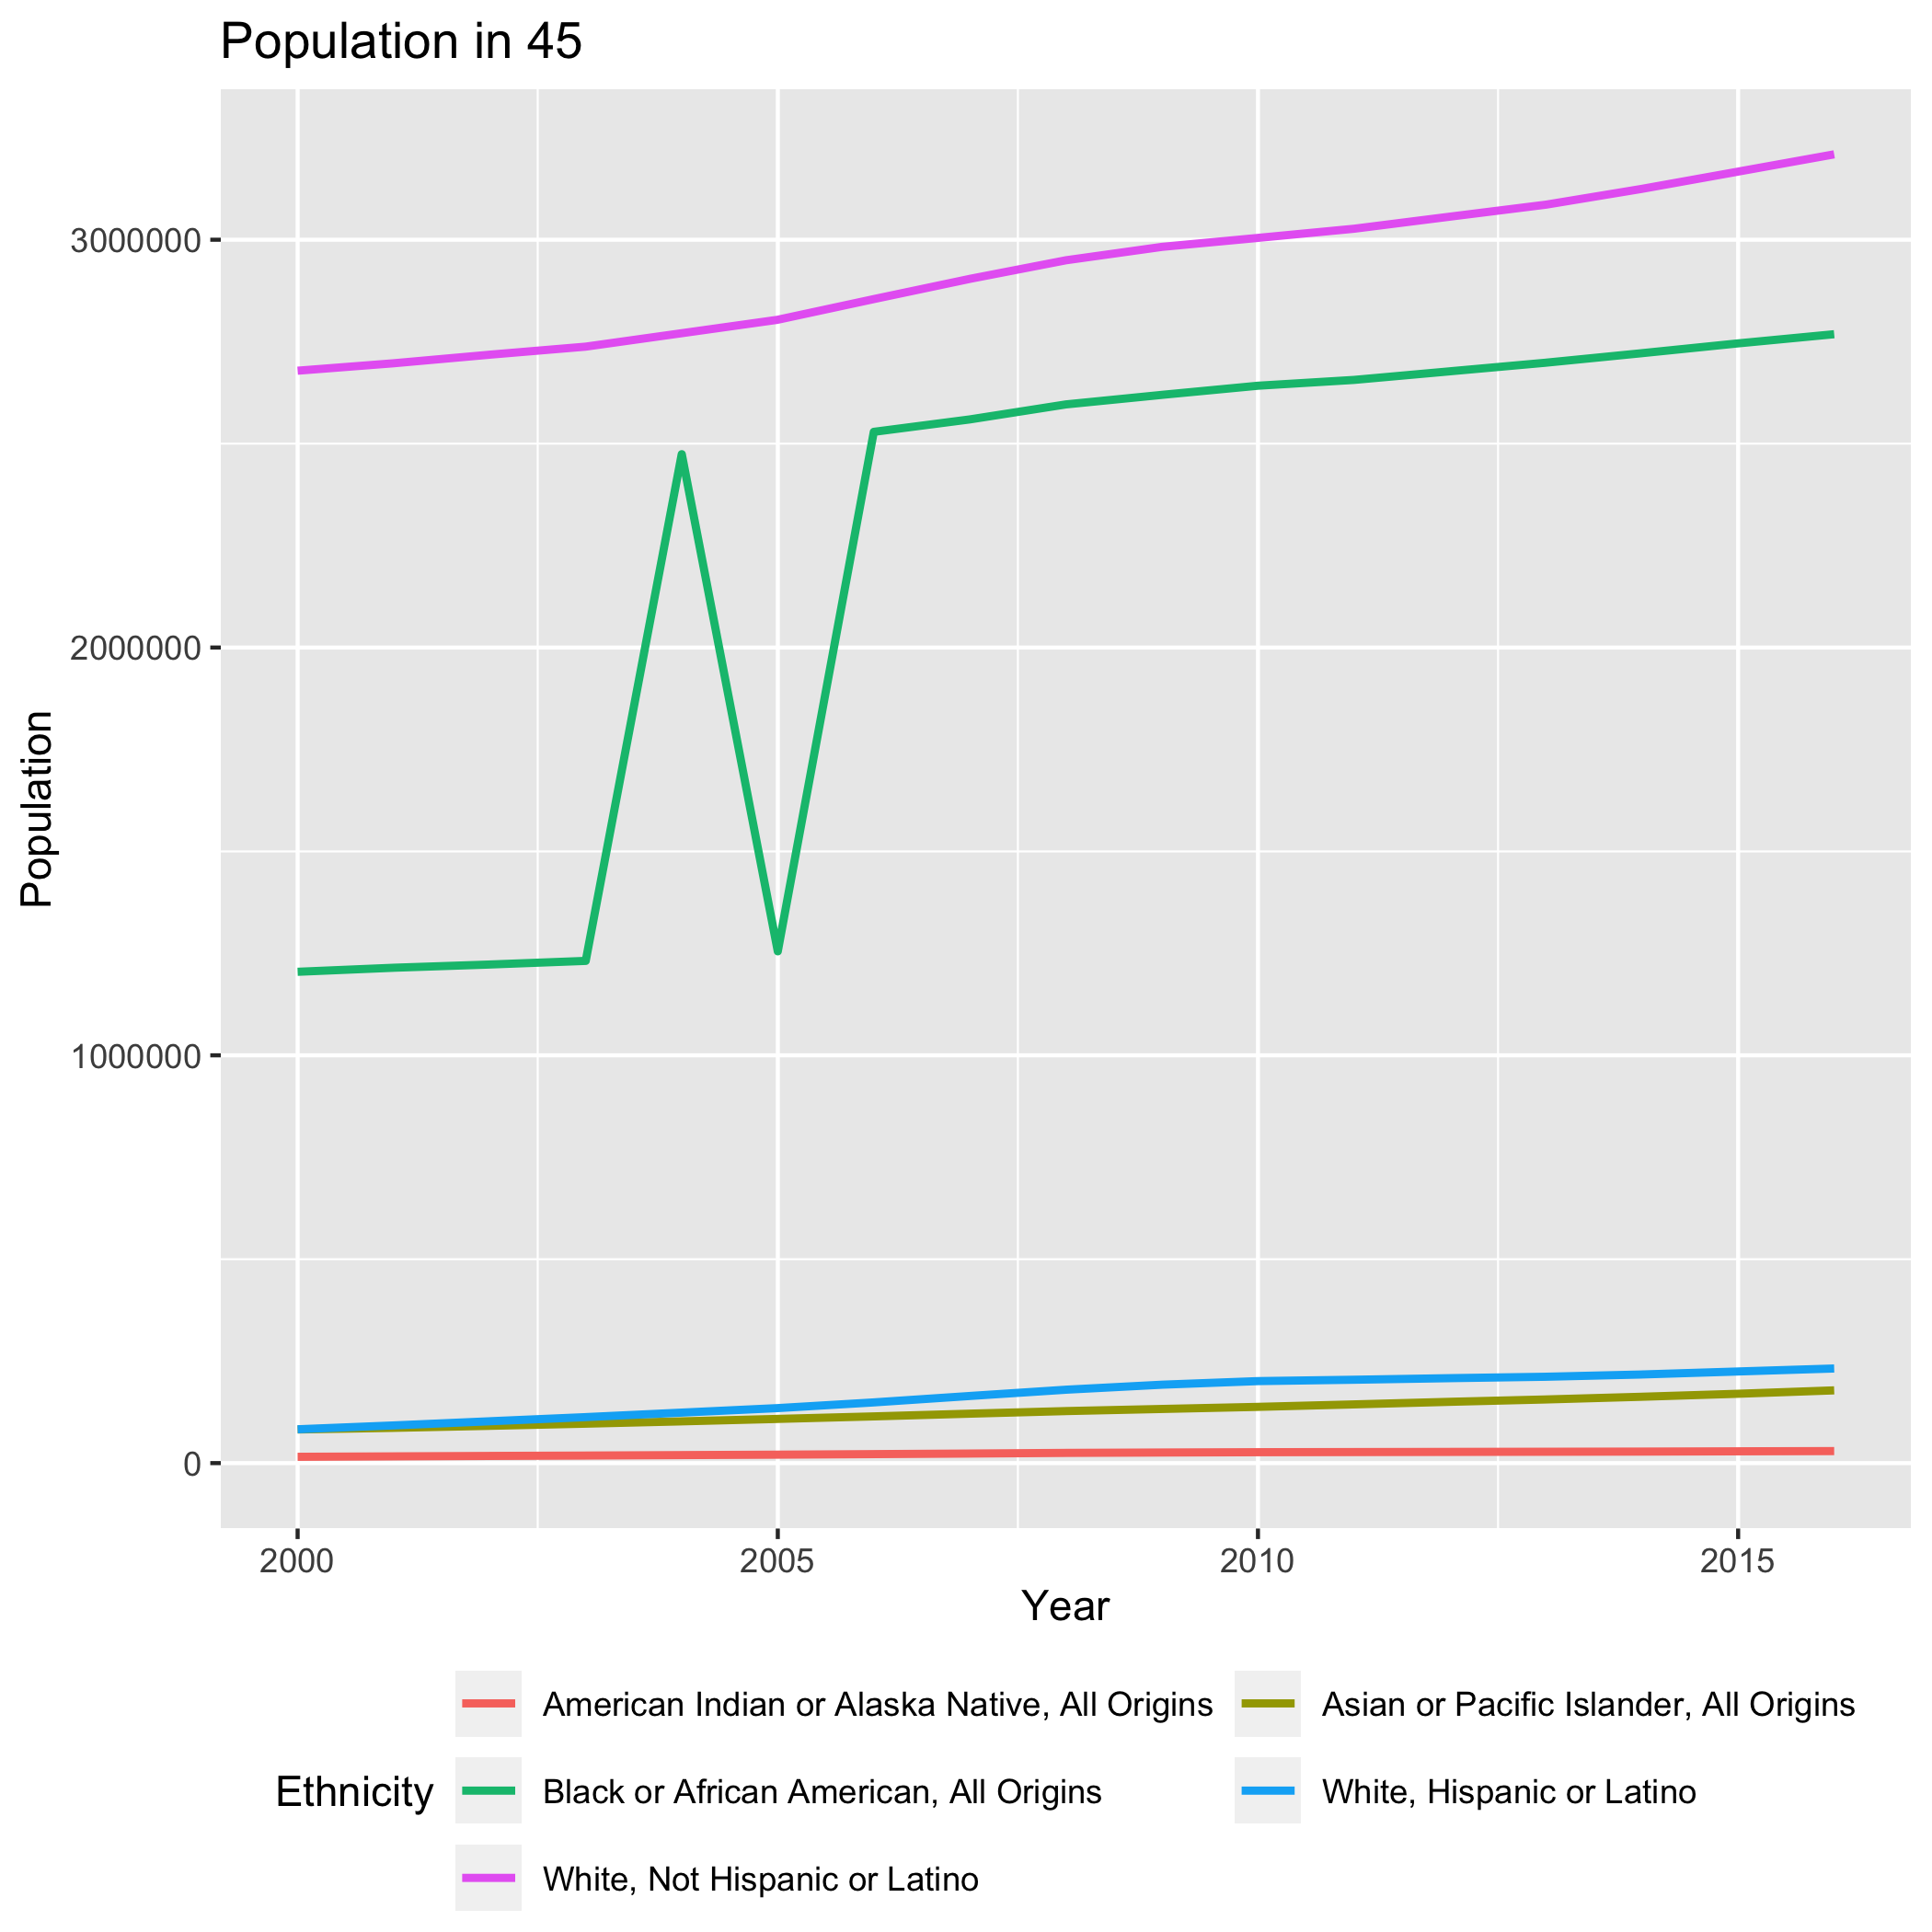 Population in 45
3000000
2000000
1000000
0
Population
2000 2005 2010 2015
Year
Ethnicity
American Indian or Alaska Native, All Origins
Asian or Pacific Islander, All Origins
Black or African American, All Origins
White, Hispanic or Latino
White, Not Hispanic or Latino